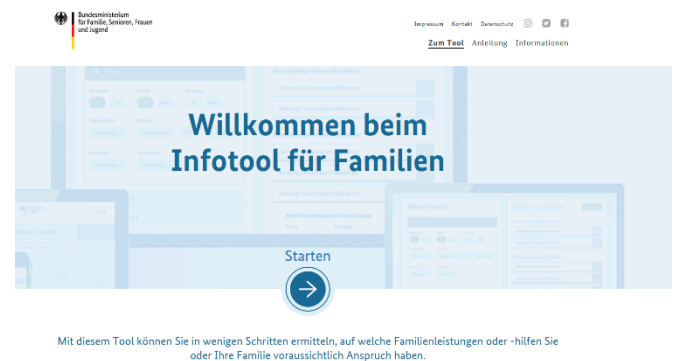 Bundesministerium
für Familie, Senioren, Frauen
und Jugend
Impressum Kontakt Datenschutz
Zum Tool Anleitung Informationen
Willkommen beim
Infotool für Familien
Starten
Mit diesem Tool können Sie in wenigen Schritten ermitteln, auf welche Familienleistungen oder -hilfen Sie
oder Ihre Familie voraussichtlich Anspruch haben.